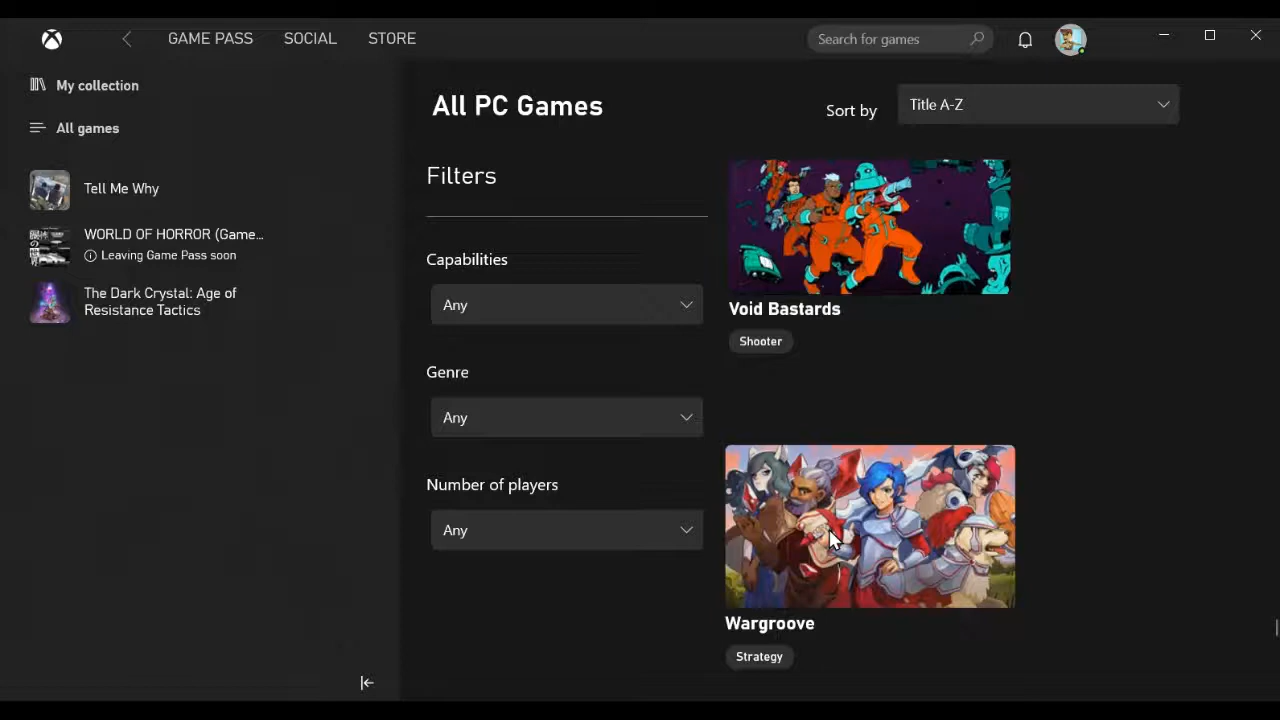 GAME PASS SOCIAL STORE
Search for games
My collection
All games
Tell Me Why
WORLD OF HORROR (Game...
Leaving Game Pass soon
The Dark Crystal: Age of
Resistance Tactics
All PC Games
Sort by
Title A-Z
Filters
Capabilities
Any
Genre
Any
Number of players
Any
Void Bastards
Shooter
Wargroove
Strategy